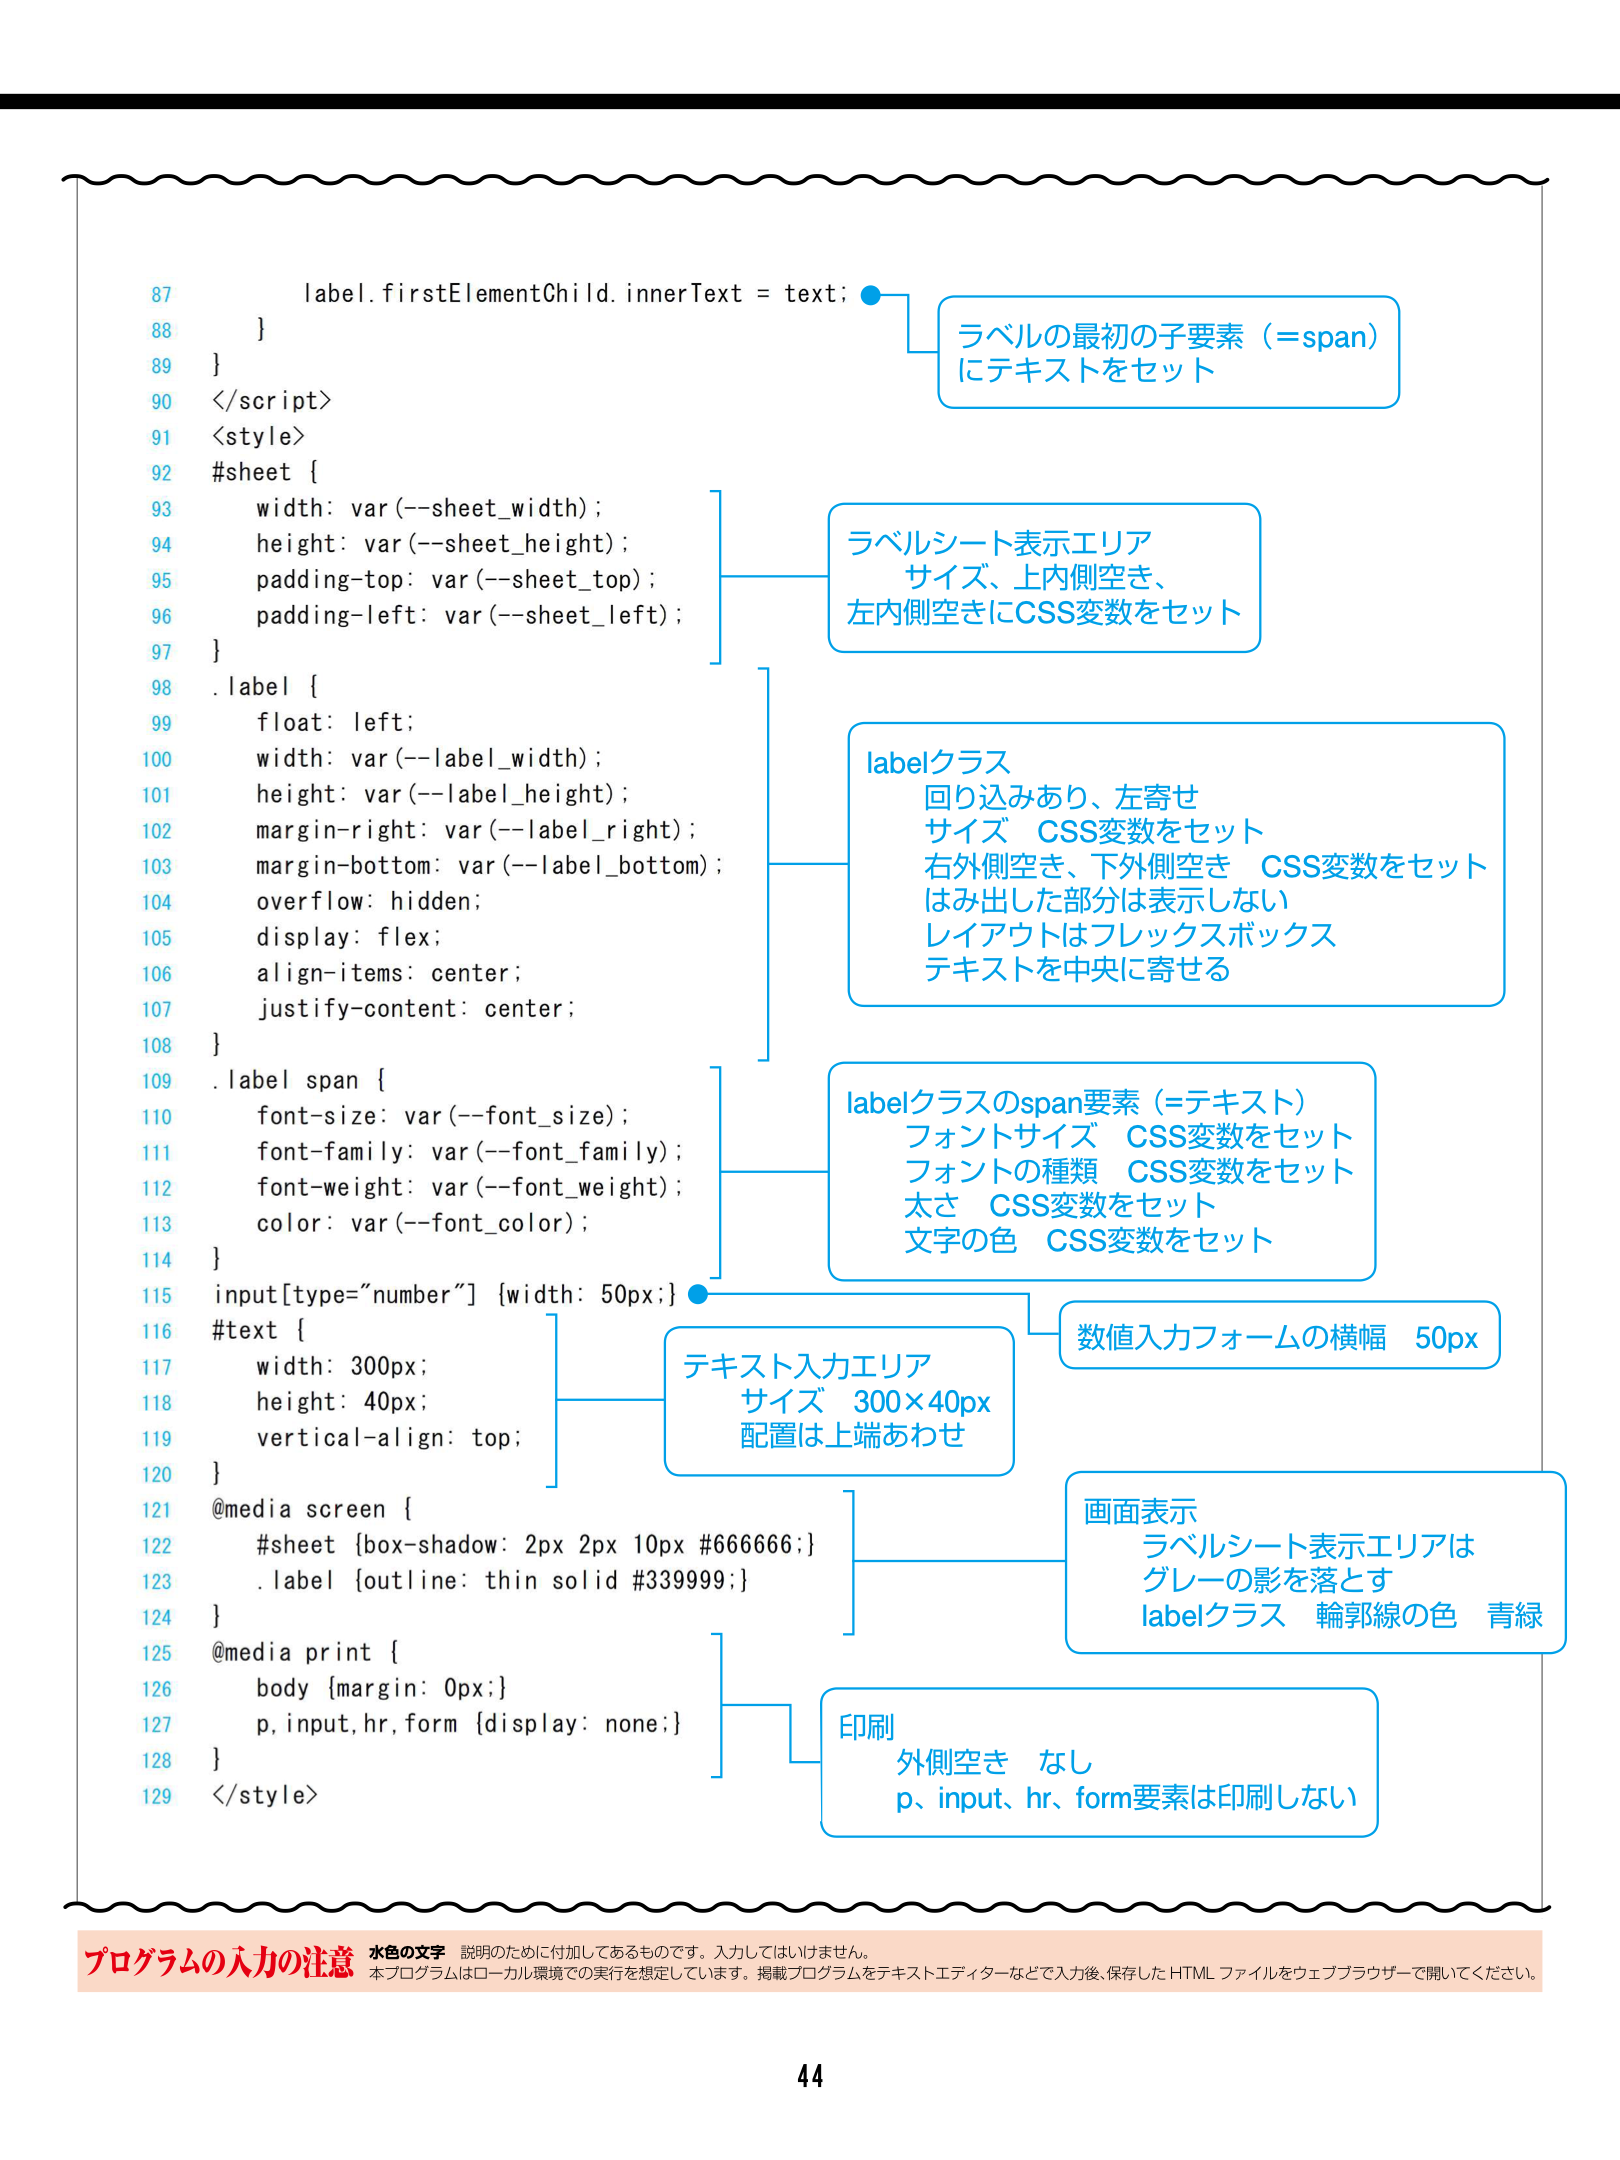 87 label.firstElementChild.innerText = text;
ラベルの最初の子要素（＝span）
にテキストをセット
88 }
89 }
90 </script>
91 <style>
92 #sheet {
93 width: var(--sheet_width);
94 height: var(--sheet_height);
95 padding-top: var(--sheet_top);
96 padding-left: var(--sheet_left);
97 }
ラベルシート表示エリア
サイズ、上内側空き、
左内側空きにCSS変数をセット
98 .label {
99 float: left;
100 width: var(--label_width);
101 height: var(--label_height);
102 margin-right: var(--label_right);
103 margin-bottom: var(--label_bottom);
104 overflow: hidden;
105 display: flex;
106 align-items: center;
107 justify-content: center;
108 }
labelクラス
回り込みあり、左寄せ
サイズ　CSS変数をセット
右外側空き、下外側空き　CSS変数をセット
はみ出した部分は表示しない
レイアウトはフレックスボックス
テキストを中央に寄せる
109 .label span {
110 font-size: var(--font_size);
111 font-family: var(--font_family);
112 font-weight: var(--font_weight);
113 color: var(--font_color);
114 }
labelクラスのspan要素（=テキスト）
フォントサイズ　CSS変数をセット
フォントの種類　CSS変数をセット
太さ　CSS変数をセット
文字の色　CSS変数をセット
115 input[type="number"] {width: 50px;}
数値入力フォームの横幅　50px
116 #text {
117 width: 300px;
118 height: 40px;
119 vertical-align: top;
120 }
テキスト入力エリア
サイズ　300×40px
配置は上端あわせ
121 @media screen {
122 #sheet {box-shadow: 2px 2px 10px #666666;}
123 .label {outline: thin solid #339999;}
124 }
画面表示
ラベルシート表示エリアは
グレーの影を落とす
labelクラス　輪郭線の色　青緑
125 @media print {
126 body {margin: 0px;}
127 p,input,hr,form {display: none;}
128 }
129 </style>
印刷
外側空き　なし
p、input、hr、form要素は印刷しない
プログラムの入力の注意
水色の文字　説明のために付加してあるものです。入力してはいけません。
本プログラムはローカル環境での実行を想定しています。掲載プログラムをテキストエディターなどで入力後、保存した HTML ファイルをウェブブラウザーで開いてください。
44